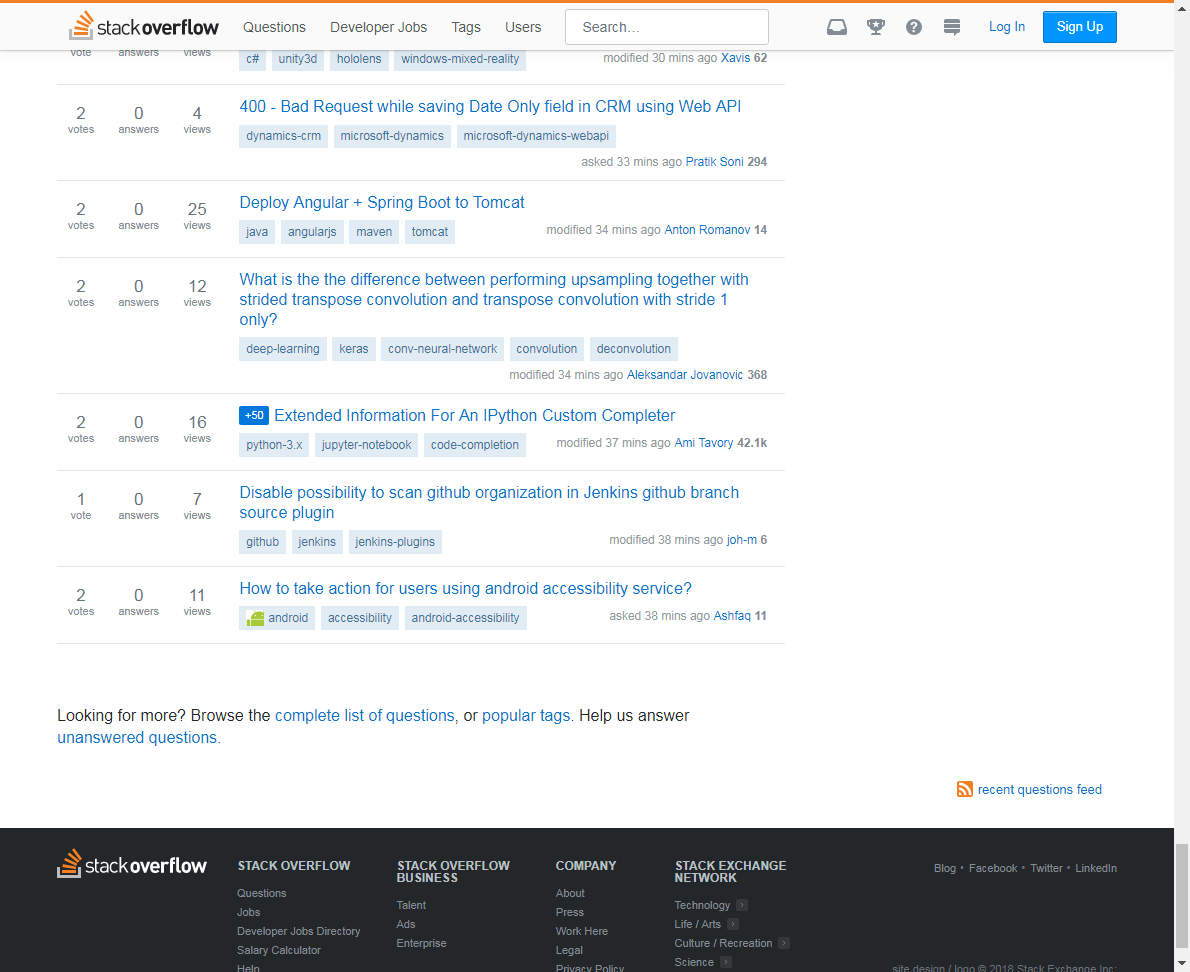 stackoverflow Questions Developer Jobs Tags Users Search... Log In Sign Up
vote answers views
c# unity3d hololens windows-mixed-reality modified 30 mins ago Xavis 62
2 votes 0 answers 4 views
400 - Bad Request while saving Date Only field in CRM using Web API
dynamics-crm microsoft-dynamics microsoft-dynamics-webapi
asked 33 mins ago Pratik Soni 294
2 votes 0 answers 25 views
Deploy Angular + Spring Boot to Tomcat
java angularjs maven tomcat modified 34 mins ago Anton Romanov 14
2 votes 0 answers 12 views
What is the the difference between performing upsampling together with
strided transpose convolution and transpose convolution with stride 1
only?
deep-learning keras conv-neural-network convolution deconvolution
modified 34 mins ago Aleksandar Jovanovic 368
2 votes 0 answers 16 views
+50 Extended Information For An IPython Custom Completer
python-3.x jupyter-notebook code-completion modified 37 mins ago Ami Tavory 42.1k
1 vote 0 answers 7 views
Disable possibility to scan github organization in Jenkins github branch
source plugin
github jenkins jenkins-plugins modified 38 mins ago joh-m 6
2 votes 0 answers 11 views
How to take action for users using android accessibility service?
android accessibility android-accessibility asked 38 mins ago Ashfaq 11
Looking for more? Browse the complete list of questions, or popular tags. Help us answer
unanswered questions.
recent questions feed
stackoverflow
STACK OVERFLOW
Questions
Jobs
Developer Jobs Directory
Salary Calculator
Help
STACK OVERFLOW
BUSINESS
Talent
Ads
Enterprise
COMPANY
About
Press
Work Here
Legal
Privacy Policy
STACK EXCHANGE
NETWORK
Technology
Life / Arts
Culture / Recreation
Science
Blog • Facebook • Twitter • LinkedIn
site design / logo © 2018 Stack Exchange Inc;